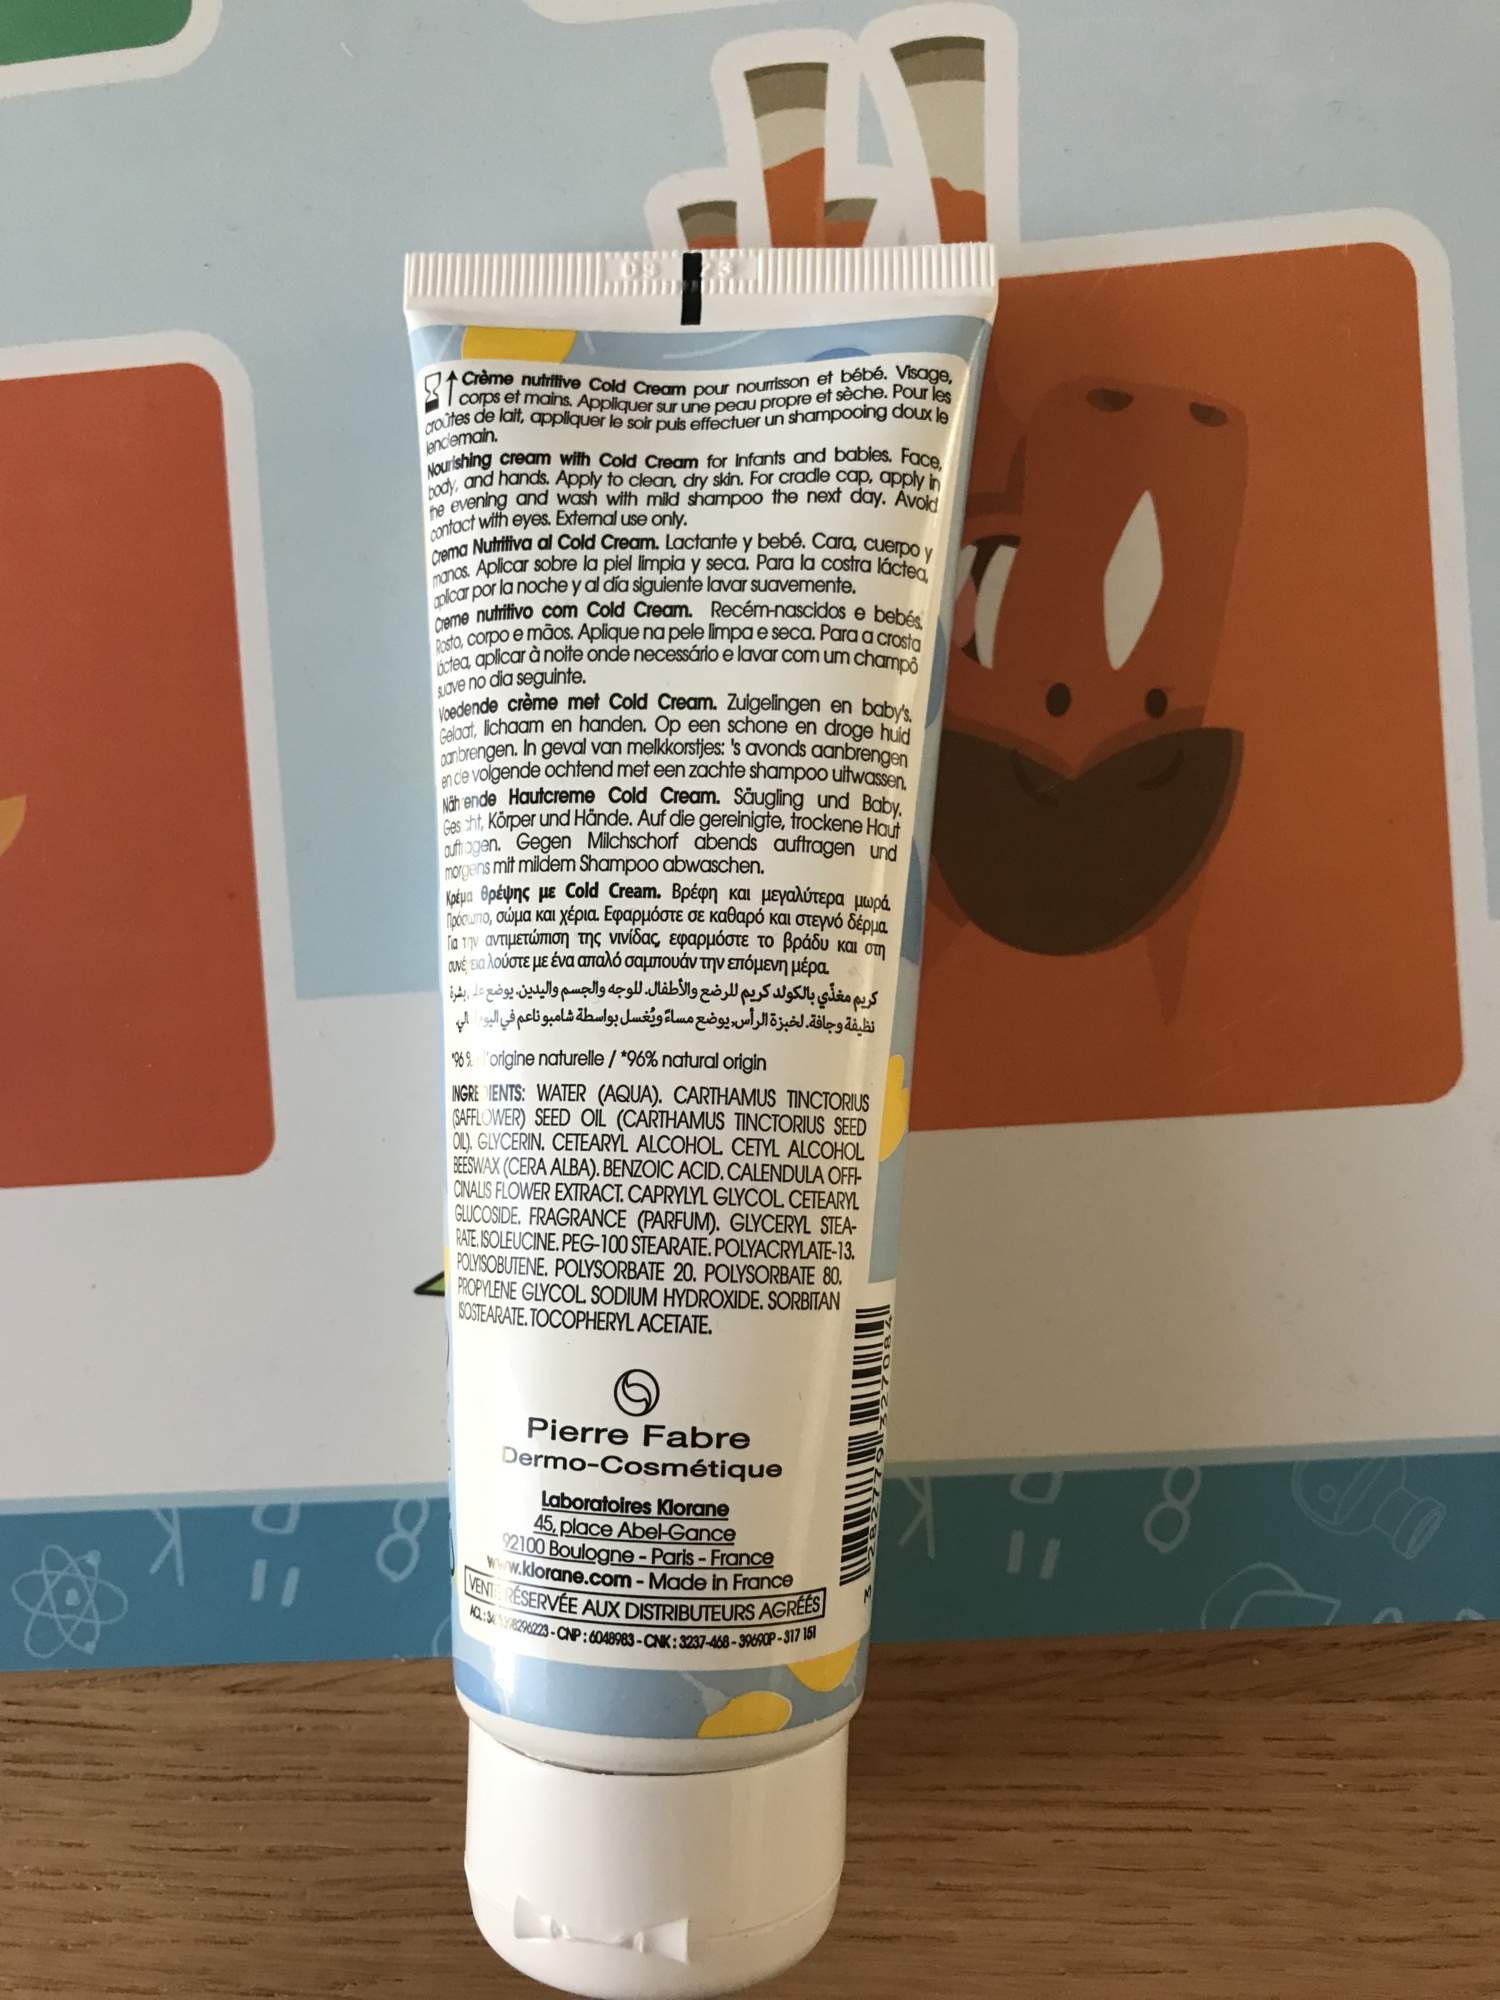 09 23
Crème nutritive Cold Cream pour nourrisson et bébé. Visage,
corps et mains. Appliquer sur une peau propre et sèche. Pour les
croûtes de lait, appliquer le soir puis effectuer un shampooing doux le
lendemain.
Nourishing cream with Cold Cream for infants and babies. Face,
body, and hands. Apply to clean, dry skin. For cradle cap, apply in
the evening and wash with mild shampoo the next day. Avoid
contact with eyes. External use only.
Crema Nutritiva al Cold Cream. Lactante y bebé. Cara, cuerpo y
manos. Aplicar sobre la piel limpia y seca. Para la costra láctea,
aplicar por la noche y al día siguiente lavar suavemente.
Creme nutritivo com Cold Cream. Recém-nascidos e bebés.
Rosto, corpo e mãos. Aplique na pele limpa e seca. Para a crosta
láctea, aplicar à noite onde necessário e lavar com um champô
suave no dia seguinte.
Voedende crème met Cold Cream. Zuigelingen en baby's.
Gelaat, lichaam en handen. Op een schone en droge huid
aanbrengen. In geval van melkkorstjes: 's avonds aanbrengen
en de volgende ochtend met een zachte shampoo uitwassen.
Nährende Hautcreme Cold Cream. Säugling und Baby.
Gesicht, Körper und Hände. Auf die gereinigte, trockene Haut
auftragen. Gegen Milchschorf abends auftragen und
morgens mit mildem Shampoo abwaschen.
Κρέμα θρέψης με Cold Cream. Βρέφη και μεγαλύτερα μωρά.
Πρόσωπο, σώμα και χέρια. Εφαρμόστε σε καθαρό και στεγνό δέρμα.
Για την αντιμετώπιση της νινίδας, εφαρμόστε το βράδυ και στη
συνέχεια λούστε με ένα απαλό σαμπουάν την επόμενη μέρα.
كريم مغذّي بالكولد كريم للرضع والأطفال. للوجه والجسم واليدين. يوضع على بشرة
نظيفة وجافة. لخبزة الرأس, يوضع مساءً ويُغسل بواسطة شامبو ناعم في اليوم التالي
*96 % d'origine naturelle / *96% natural origin
INGREDIENTS: WATER (AQUA). CARTHAMUS TINCTORIUS
(SAFFLOWER) SEED OIL (CARTHAMUS TINCTORIUS SEED
OIL). GLYCERIN. CETEARYL ALCOHOL. CETYL ALCOHOL.
BEESWAX (CERA ALBA). BENZOIC ACID. CALENDULA OFFI-
CINALIS FLOWER EXTRACT. CAPRYLYL GLYCOL. CETEARYL
GLUCOSIDE. FRAGRANCE (PARFUM). GLYCERYL STEA-
RATE. ISOLEUCINE. PEG-100 STEARATE. POLYACRYLATE-13.
POLYISOBUTENE. POLYSORBATE 20. POLYSORBATE 80.
PROPYLENE GLYCOL. SODIUM HYDROXIDE. SORBITAN
ISOSTEARATE. TOCOPHERYL ACETATE.
Pierre Fabre
Dermo-Cosmétique
Laboratoires Klorane
45, place Abel-Gance
92100 Boulogne - Paris - France
www.klorane.com - Made in France
VENTE RÉSERVÉE AUX DISTRIBUTEURS AGRÉÉS
ACL: - CNP : 6048983 - CNK : 3237-468 - 39690P - 317 151
3 282779 327084